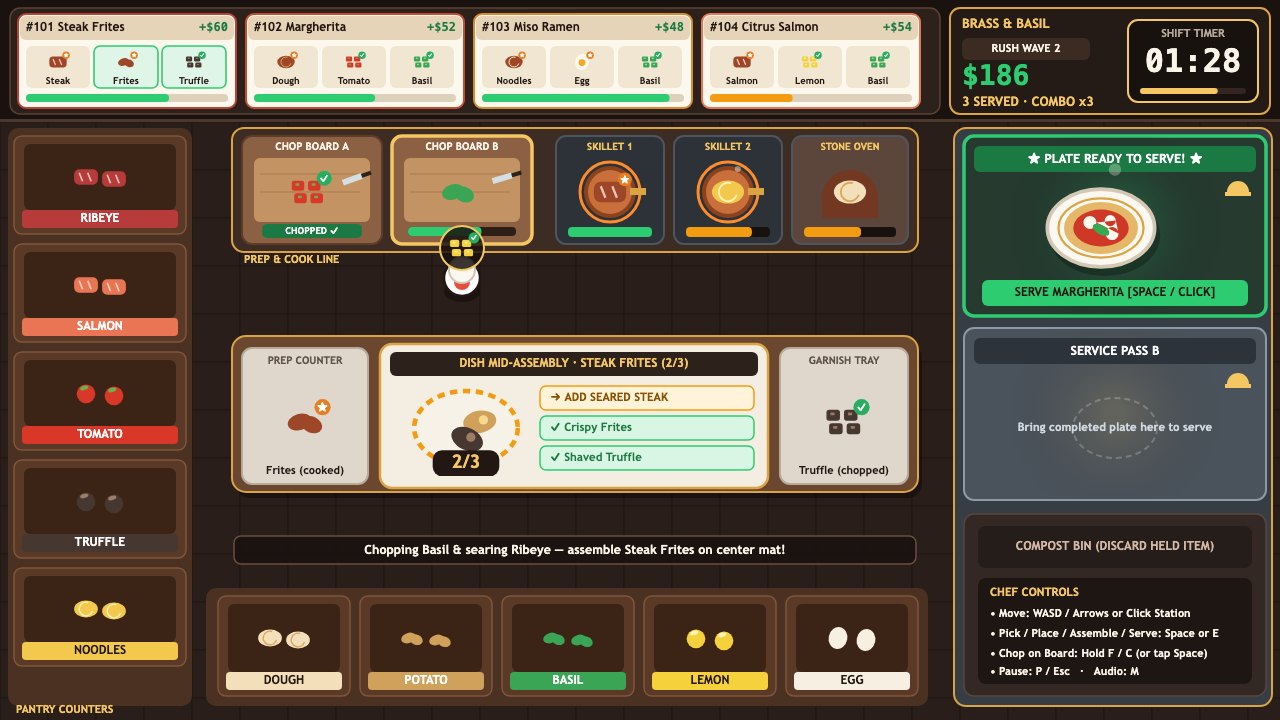 #101 Steak Frites +$60
Steak Frites Truffle
#102 Margherita +$52
Dough Tomato Basil
#103 Miso Ramen +$48
Noodles Egg Basil
#104 Citrus Salmon +$54
Salmon Lemon Basil
BRASS & BASIL
RUSH WAVE 2
$186
3 SERVED · COMBO x3
SHIFT TIMER
01:28
RIBEYE
SALMON
TOMATO
TRUFFLE
NOODLES
PANTRY COUNTERS
CHOP BOARD A
CHOPPED ✓
CHOP BOARD B
SKILLET 1
SKILLET 2
STONE OVEN
PREP & COOK LINE
PREP COUNTER
Frites (cooked)
DISH MID-ASSEMBLY · STEAK FRITES (2/3)
2/3
→ ADD SEARED STEAK
✓ Crispy Frites
✓ Shaved Truffle
GARNISH TRAY
Truffle (chopped)
Chopping Basil & searing Ribeye — assemble Steak Frites on center mat!
DOUGH
POTATO
BASIL
LEMON
EGG
★ PLATE READY TO SERVE! ★
SERVE MARGHERITA [SPACE / CLICK]
SERVICE PASS B
Bring completed plate here to serve
COMPOST BIN (DISCARD HELD ITEM)
CHEF CONTROLS
• Move: WASD / Arrows or Click Station
• Pick / Place / Assemble / Serve: Space or E
• Chop on Board: Hold F / C (or tap Space)
• Pause: P / Esc · Audio: M